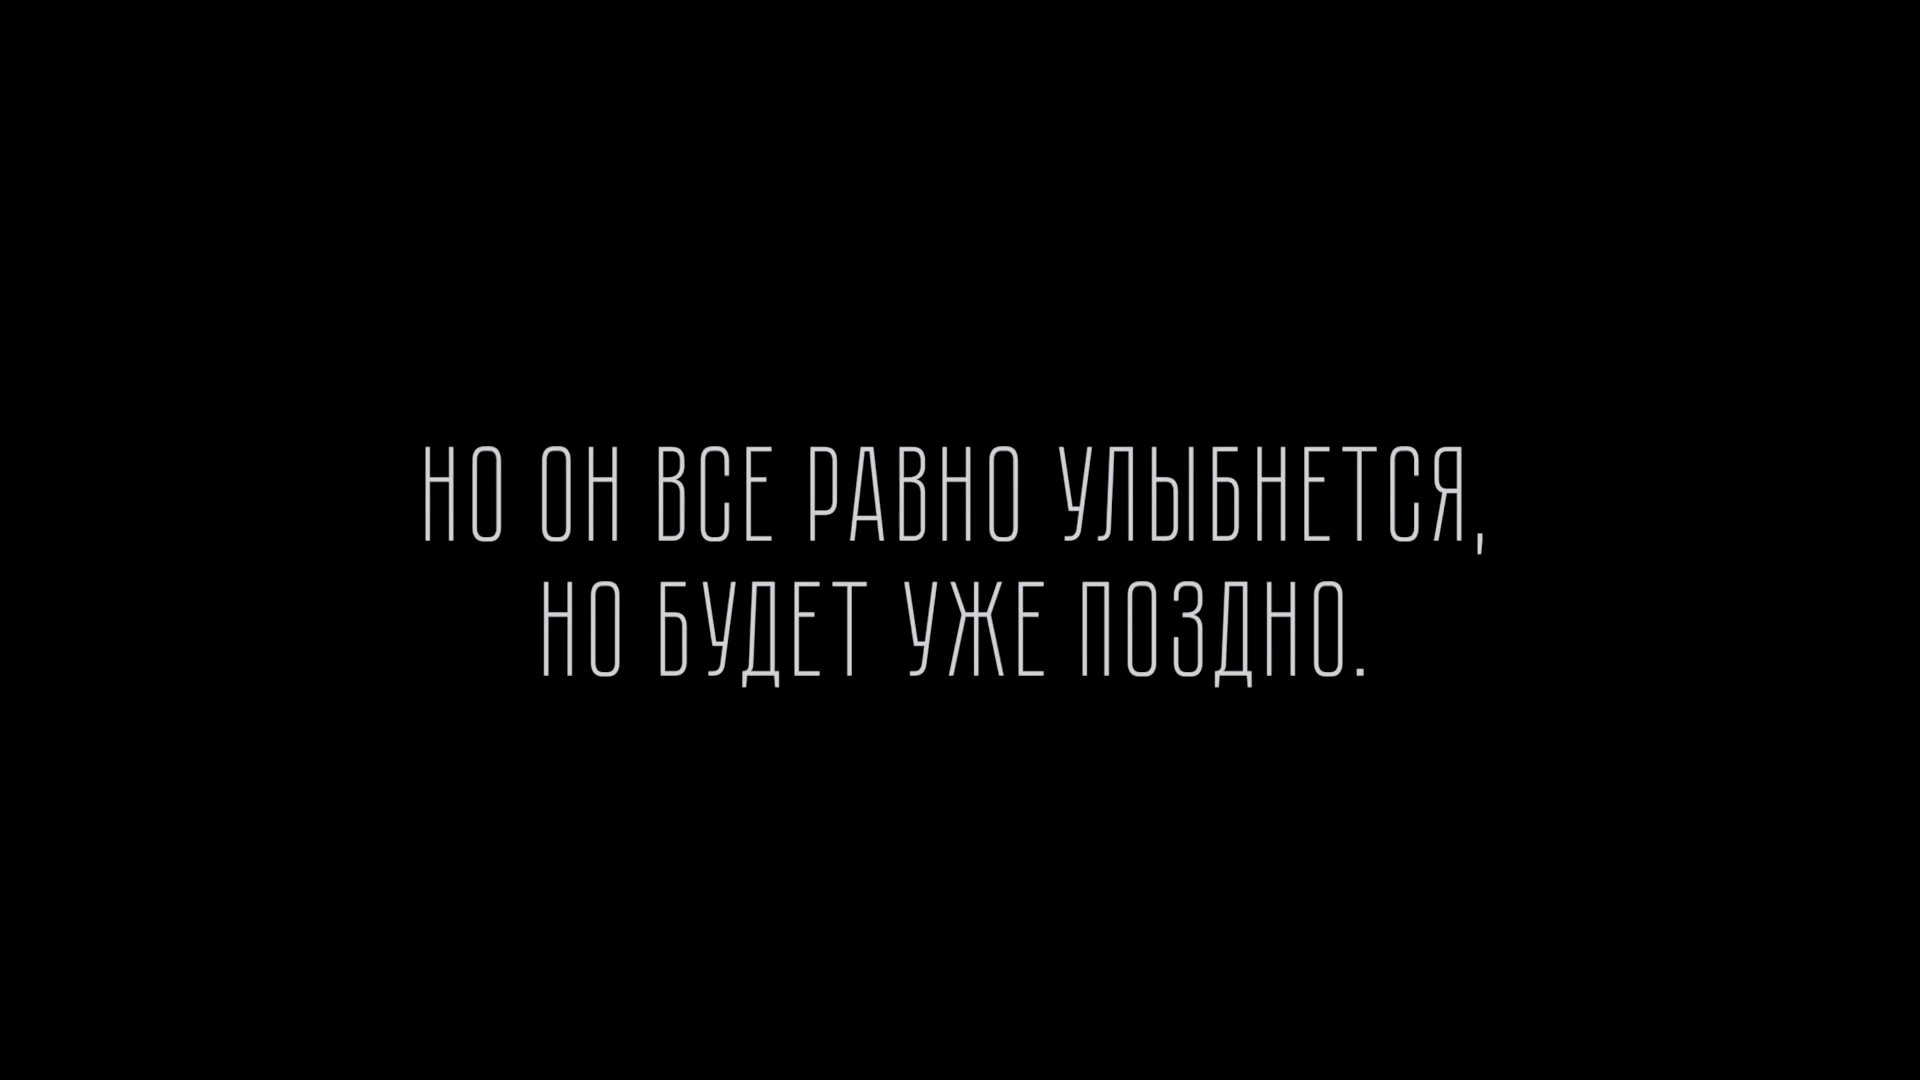 НО ОН ВСЕ РАВНО УЛЫБНЕТСЯ,
НО БУДЕТ УЖЕ ПОЗДНО.